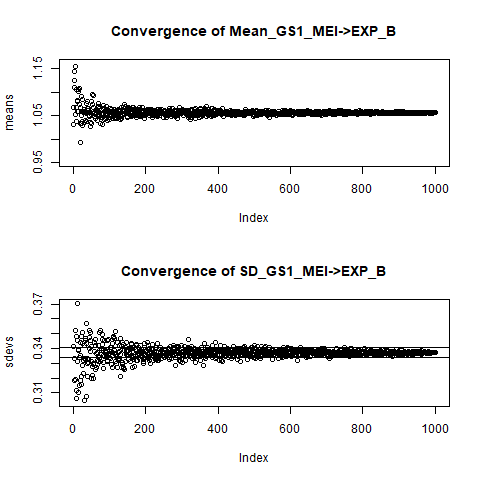 Convergence of Mean_GS1_MEI->EXP_B
means
0.95 1.05 1.15
0 200 400 600 800 1000
Index
Convergence of SD_GS1_MEI->EXP_B
sdevs
0.31 0.34 0.37
0 200 400 600 800 1000
Index